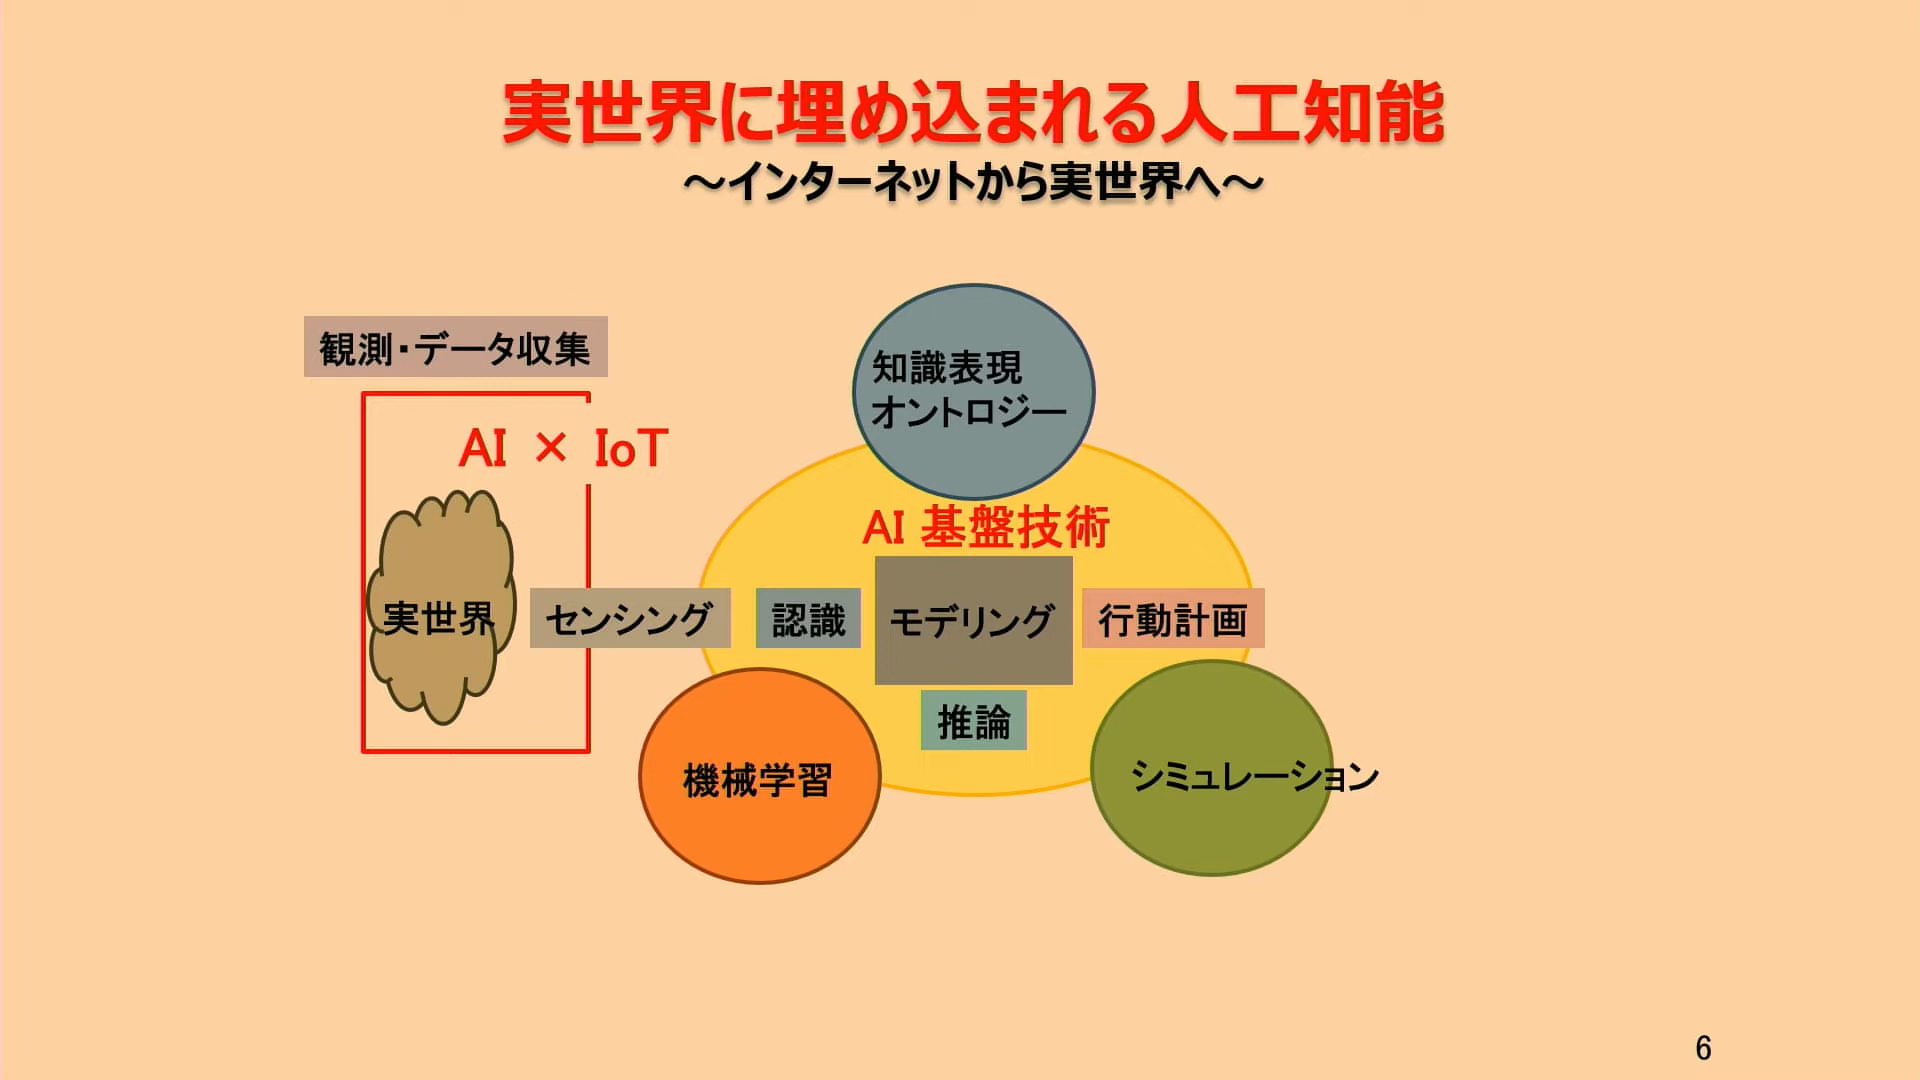 実世界に埋め込まれる人工知能
～インターネットから実世界へ～
観測・データ収集
AI × IoT
知識表現
オントロジー
AI 基盤技術
実世界
センシング
認識
モデリング
行動計画
推論
機械学習
シミュレーション
6